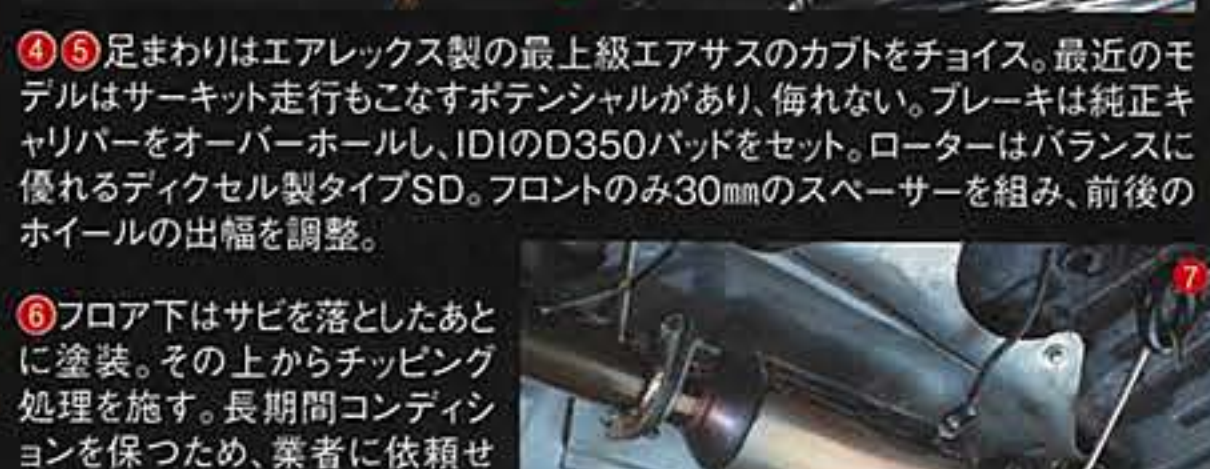 ④⑤足まわりはエアレックス製の最上級エアサスのカブトをチョイス。最近のモ
デルはサーキット走行もこなすポテンシャルがあり、侮れない。ブレーキは純正キ
ャリパーをオーバーホールし、IDIのD350パッドをセット。ローターはバランスに
優れるディクセル製タイプSD。フロントのみ30㎜のスペーサーを組み、前後の
ホイールの出幅を調整。
⑥フロア下はサビを落としたあと
に塗装。その上からチッピング
処理を施す。長期間コンディシ
ョンを保つため、業者に依頼せ
⑦